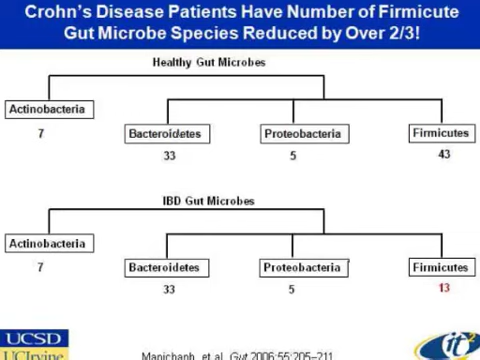 Crohn's Disease Patients Have Number of Firmicute
Gut Microbe Species Reduced by Over 2/3!
Healthy Gut Microbes
Actinobacteria
7
Bacteroidetes
33
Proteobacteria
5
Firmicutes
43
IBD Gut Microbes
Actinobacteria
7
Bacteroidetes
33
Proteobacteria
5
Firmicutes
13
UCSD
UCIrvine
Manichanh, et al. Gut 2006:55:205–211
it2